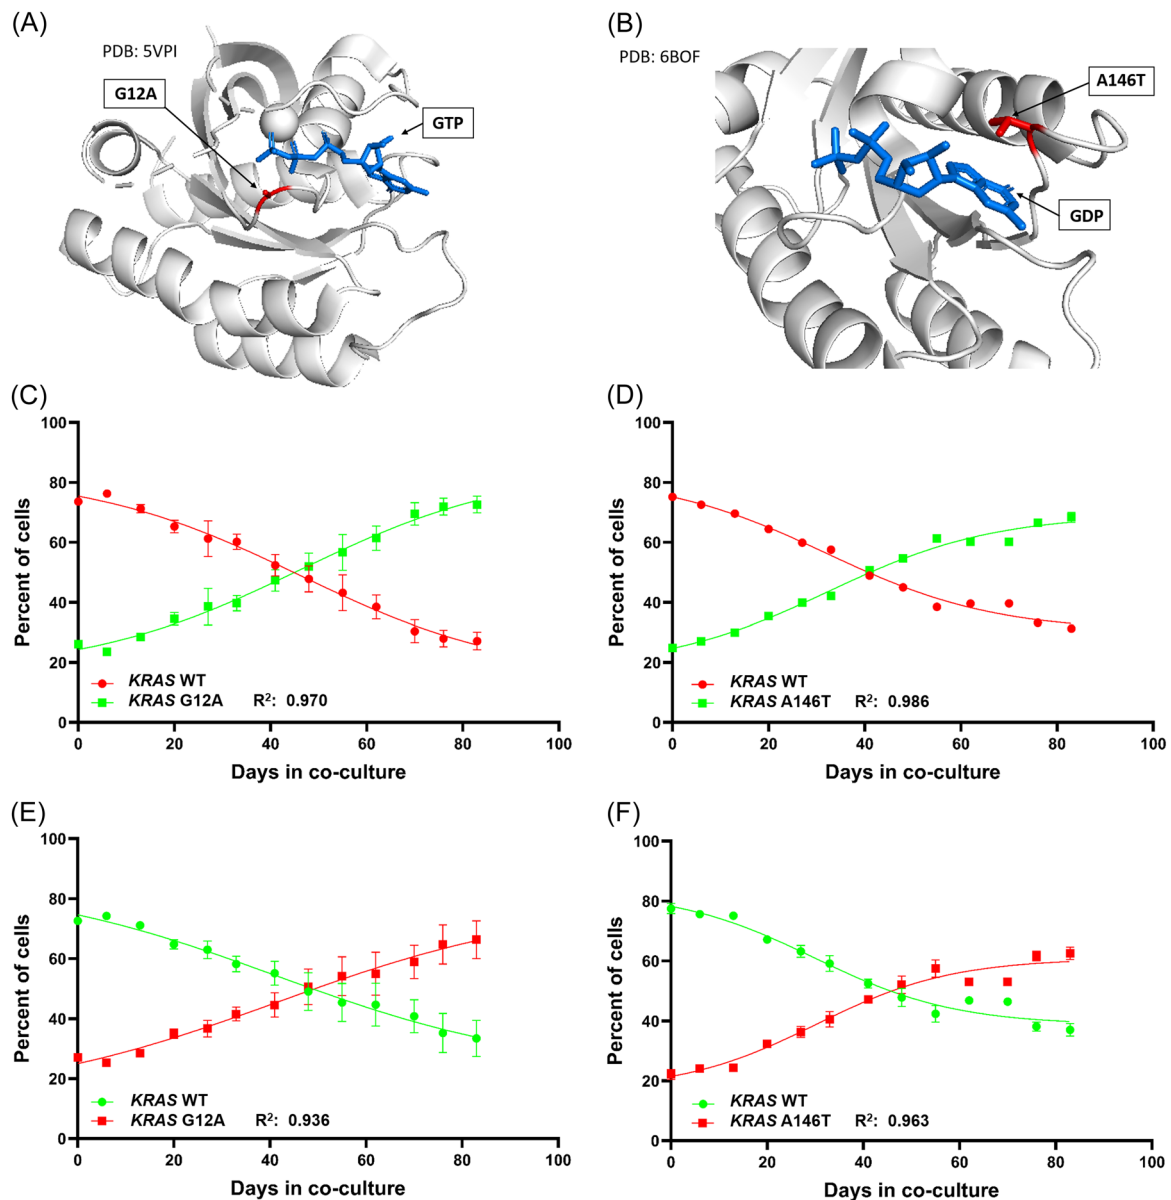 (A)
PDB: 5VPI
G12A
GTP
(B)
PDB: 6BOF
A146T
GDP
(C)
Percent of cells
100
80
60
40
20
0
KRAS WT
KRAS G12A R²: 0.970
0 20 40 60 80 100
Days in co-culture
(D)
Percent of cells
100
80
60
40
20
0
KRAS WT
KRAS A146T R²: 0.986
0 20 40 60 80 100
Days in co-culture
(E)
Percent of cells
100
80
60
40
20
0
KRAS WT
KRAS G12A R²: 0.936
0 20 40 60 80 100
Days in co-culture
(F)
Percent of cells
100
80
60
40
20
0
KRAS WT
KRAS A146T R²: 0.963
0 20 40 60 80 100
Days in co-culture